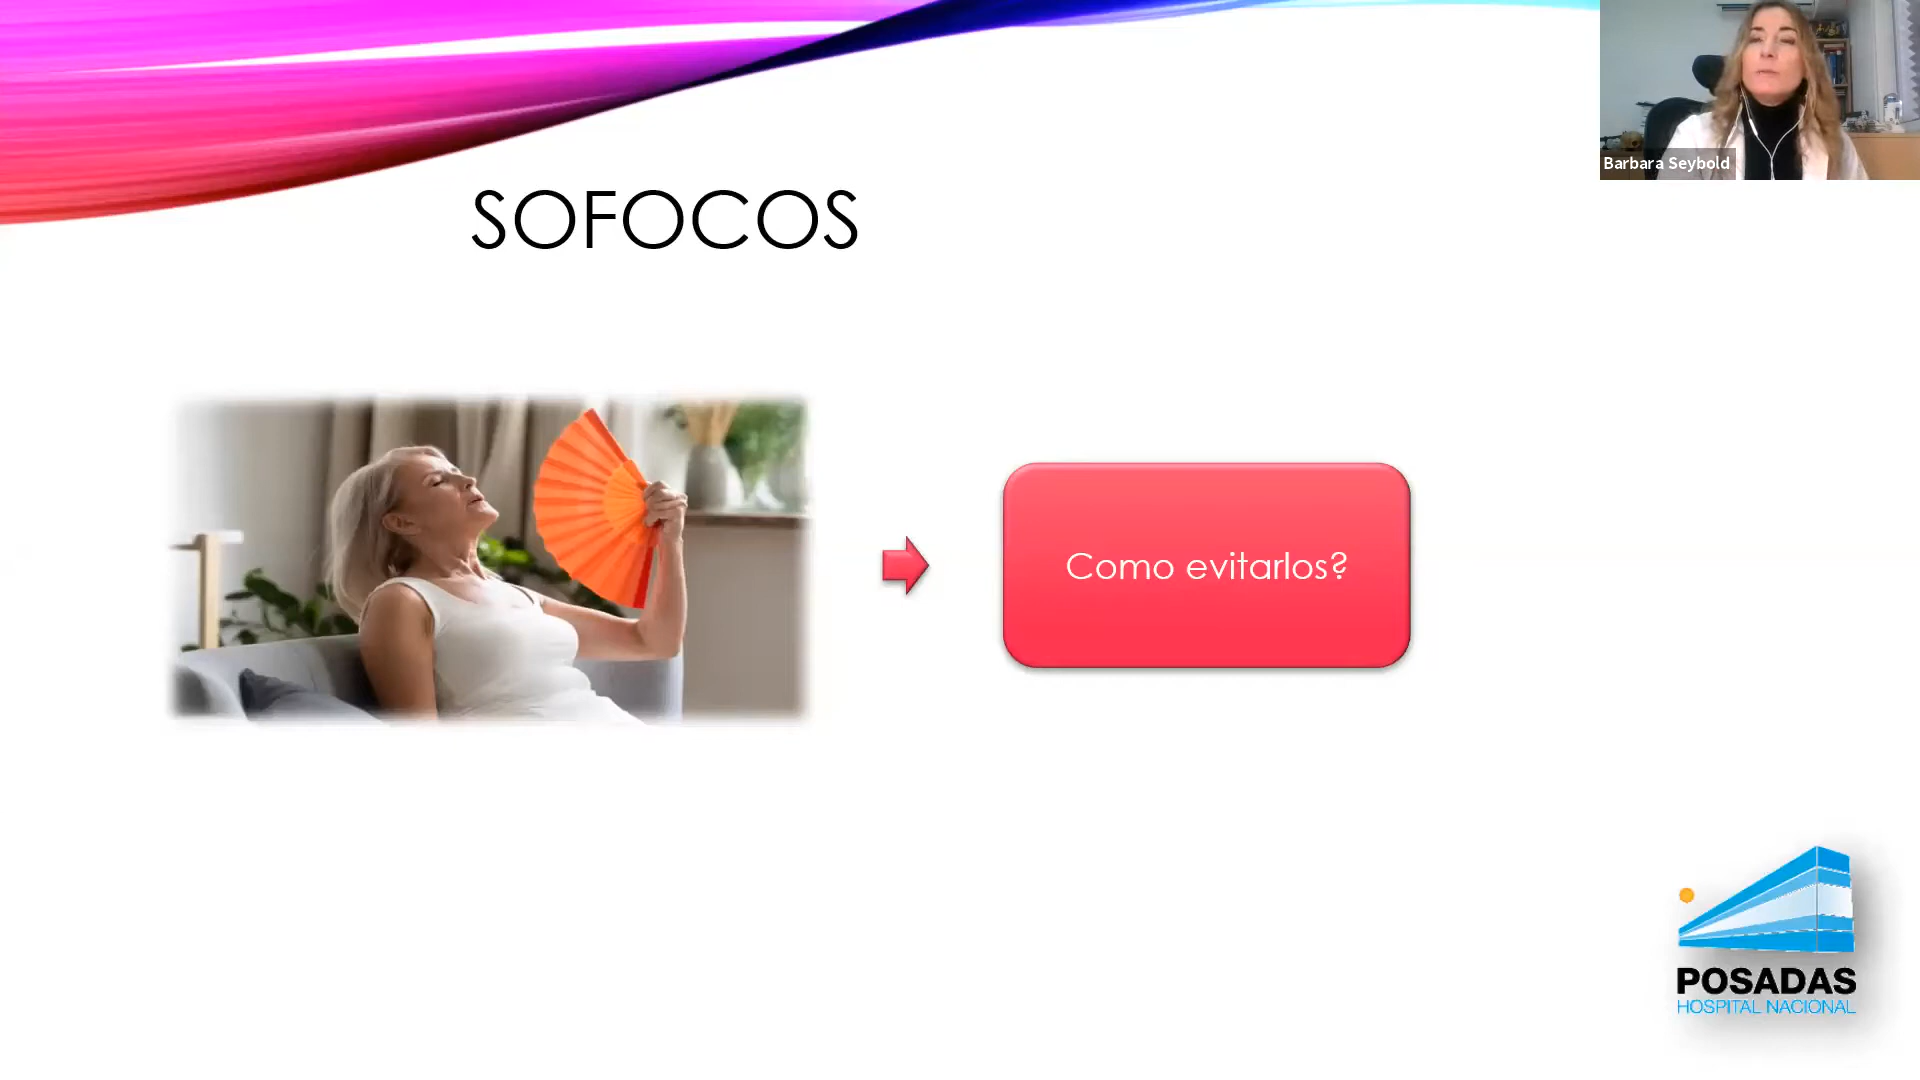 Barbara Seybold
SOFOCOS
Como evitarlos?
POSADAS
HOSPITAL NACIONAL